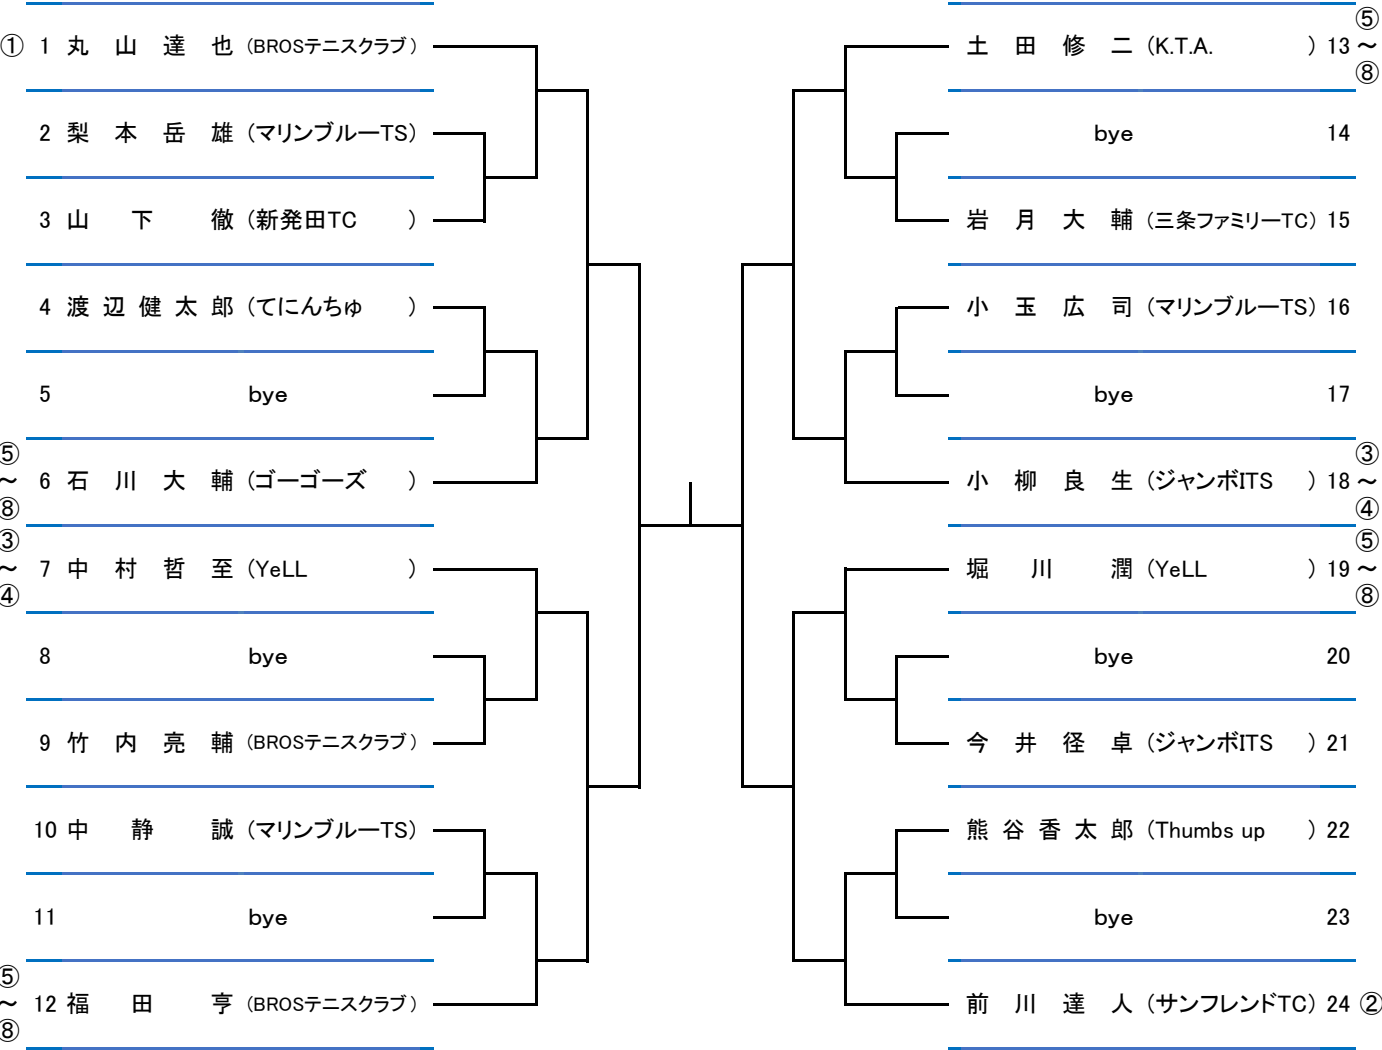 ① 1 丸 山 達 也 (BROSテニスクラブ)
2 梨 本 岳 雄 (マリンブルーTS)
3 山 下 徹 (新発田TC )
4 渡 辺 健 太 郎 (てにんちゅ )
5 bye
⑤～⑧ 6 石 川 大 輔 (ゴーゴーズ )
③～④ 7 中 村 哲 至 (YeLL )
8 bye
9 竹 内 亮 輔 (BROSテニスクラブ)
10 中 静 誠 (マリンブルーTS)
11 bye
⑤～⑧ 12 福 田 亨 (BROSテニスクラブ)
土 田 修 二 (K.T.A. ) 13 ⑤～⑧
bye 14
岩 月 大 輔 (三条ファミリーTC) 15
小 玉 広 司 (マリンブルーTS) 16
bye 17
小 柳 良 生 (ジャンボITS ) 18 ③～④
堀 川 潤 (YeLL ) 19 ⑤～⑧
bye 20
今 井 径 卓 (ジャンボITS ) 21
熊 谷 香 太 郎 (Thumbs up ) 22
bye 23
前 川 達 人 (サンフレンドTC) 24 ②